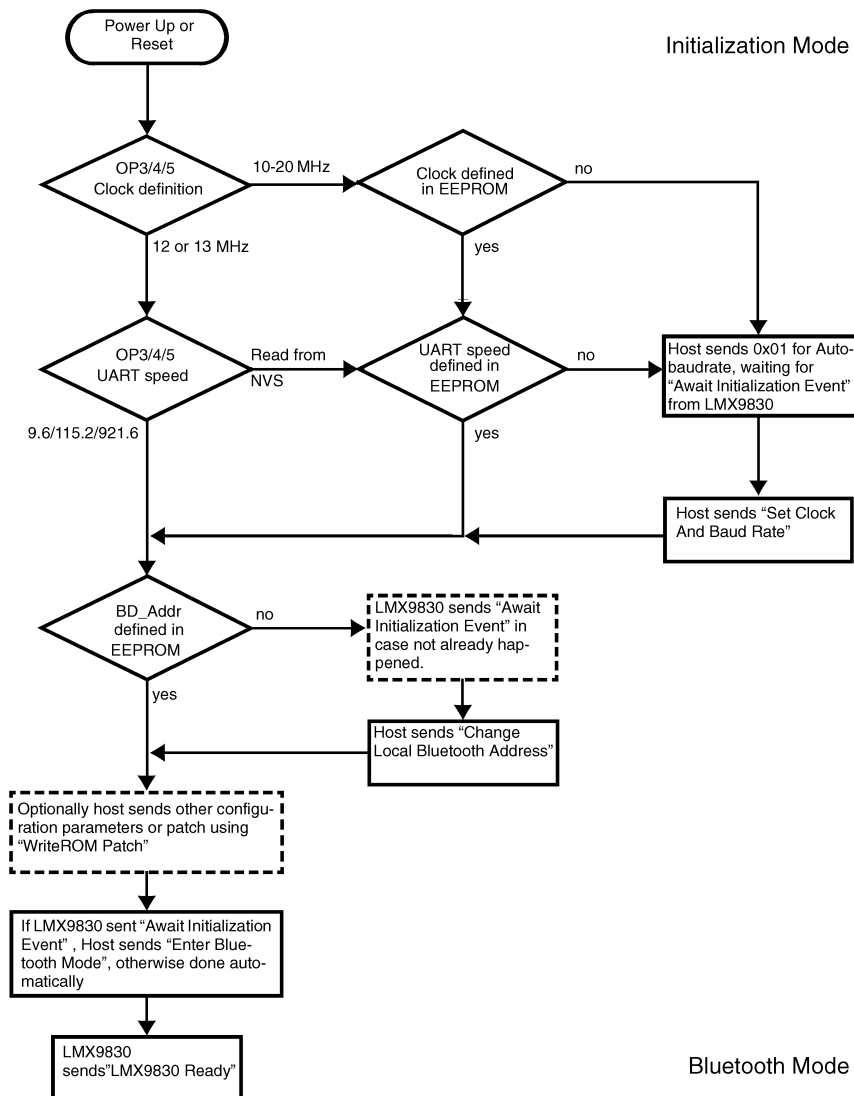 Power Up or
Reset
Initialization Mode
OP3/4/5
Clock definition
10-20 MHz
Clock defined
in EEPROM
no
12 or 13 MHz
yes
OP3/4/5
UART speed
Read from
NVS
UART speed
defined in
EEPROM
no
Host sends 0x01 for Auto-
baudrate, waiting for
“Await Initialization Event”
from LMX9830
9.6/115.2/921.6
yes
Host sends “Set Clock
And Baud Rate”
BD_Addr
defined in
EEPROM
no
LMX9830 sends “Await
Initialization Event” in
case not already hap-
pened.
yes
Host sends “Change
Local Bluetooth Address”
Optionally host sends other configu-
ration parameters or patch using
“WriteROM Patch”
If LMX9830 sent “Await Initialization
Event” , Host sends “Enter Blue-
tooth Mode”, otherwise done auto-
matically
LMX9830
sends”LMX9830 Ready”
Bluetooth Mode